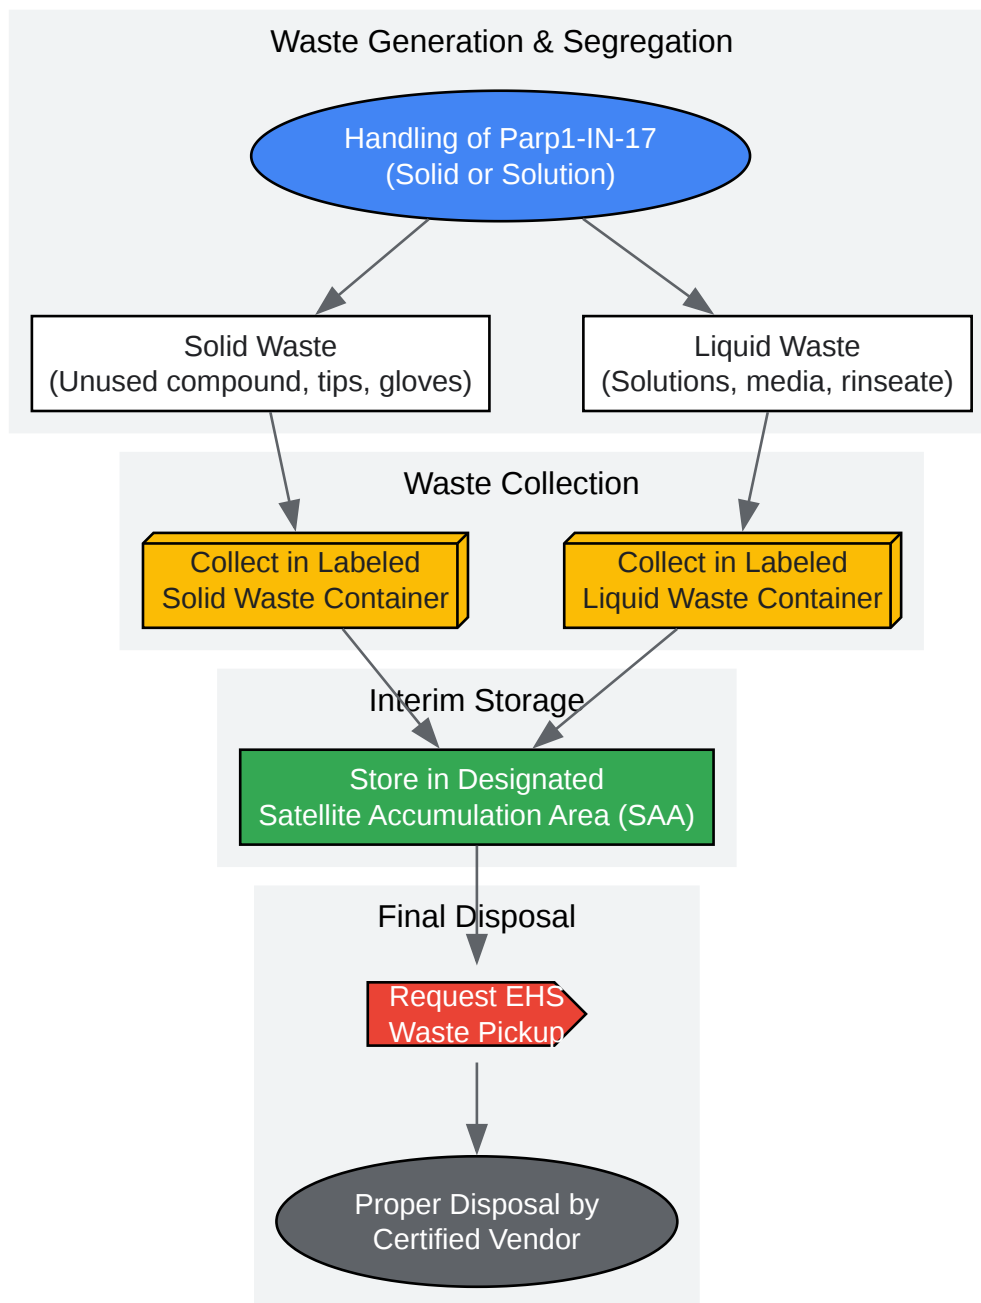 Waste Generation & Segregation
Handling of Parp1-IN-17
(Solid or Solution)
Solid Waste
(Unused compound, tips, gloves)
Liquid Waste
(Solutions, media, rinseate)
Waste Collection
Collect in Labeled
Solid Waste Container
Collect in Labeled
Liquid Waste Container
Interim Storage
Store in Designated
Satellite Accumulation Area (SAA)
Final Disposal
Request EHS
Waste Pickup
Proper Disposal by
Certified Vendor